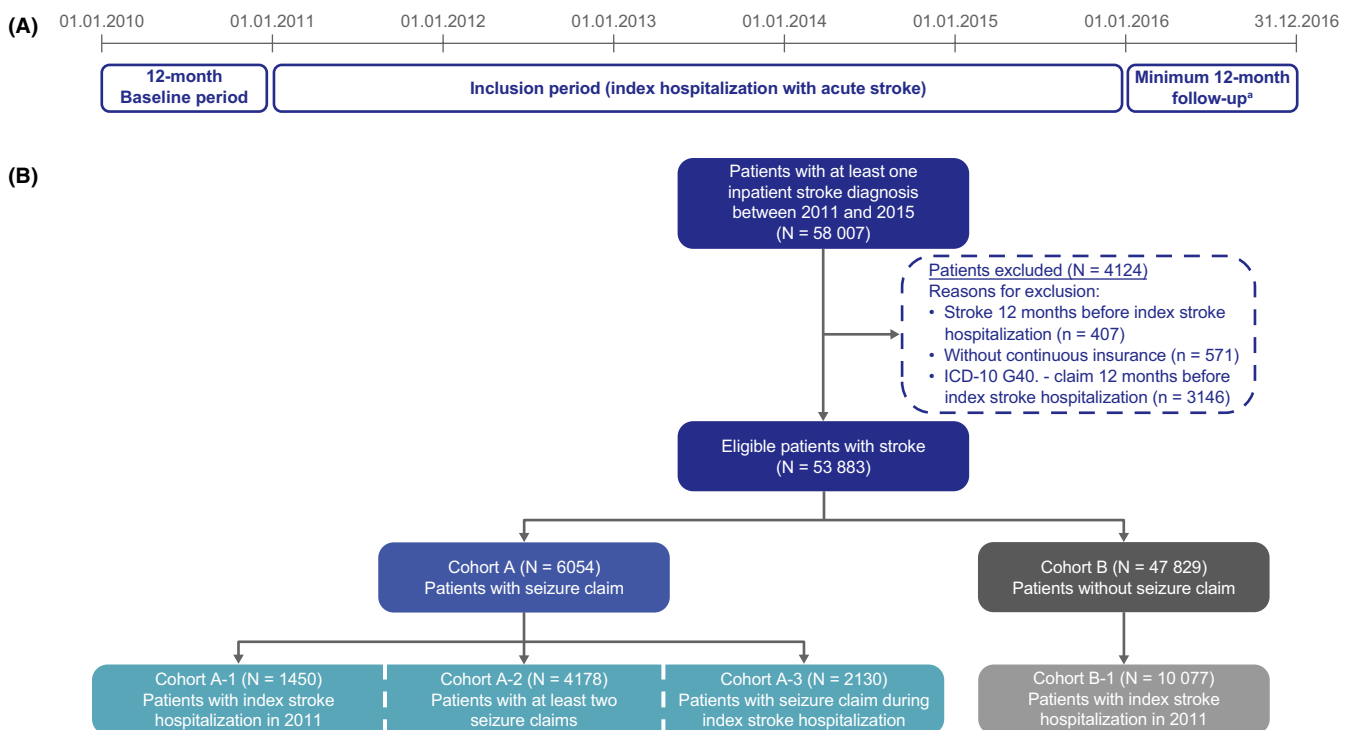 (A)
01.01.2010 01.01.2011 01.01.2012 01.01.2013 01.01.2014 01.01.2015 01.01.2016 31.12.2016
12-month
Baseline period
Inclusion period (index hospitalization with acute stroke)
Minimum 12-month
follow-upᵃ
(B)
Patients with at least one
inpatient stroke diagnosis
between 2011 and 2015
(N = 58 007)
Patients excluded (N = 4124)
Reasons for exclusion:
• Stroke 12 months before index stroke
hospitalization (n = 407)
• Without continuous insurance (n = 571)
• ICD-10 G40. - claim 12 months before
index stroke hospitalization (n = 3146)
Eligible patients with stroke
(N = 53 883)
Cohort A (N = 6054)
Patients with seizure claim
Cohort B (N = 47 829)
Patients without seizure claim
Cohort A-1 (N = 1450)
Patients with index stroke
hospitalization in 2011
Cohort A-2 (N = 4178)
Patients with at least two
seizure claims
Cohort A-3 (N = 2130)
Patients with seizure claim during
index stroke hospitalization
Cohort B-1 (N = 10 077)
Patients with index stroke
hospitalization in 2011